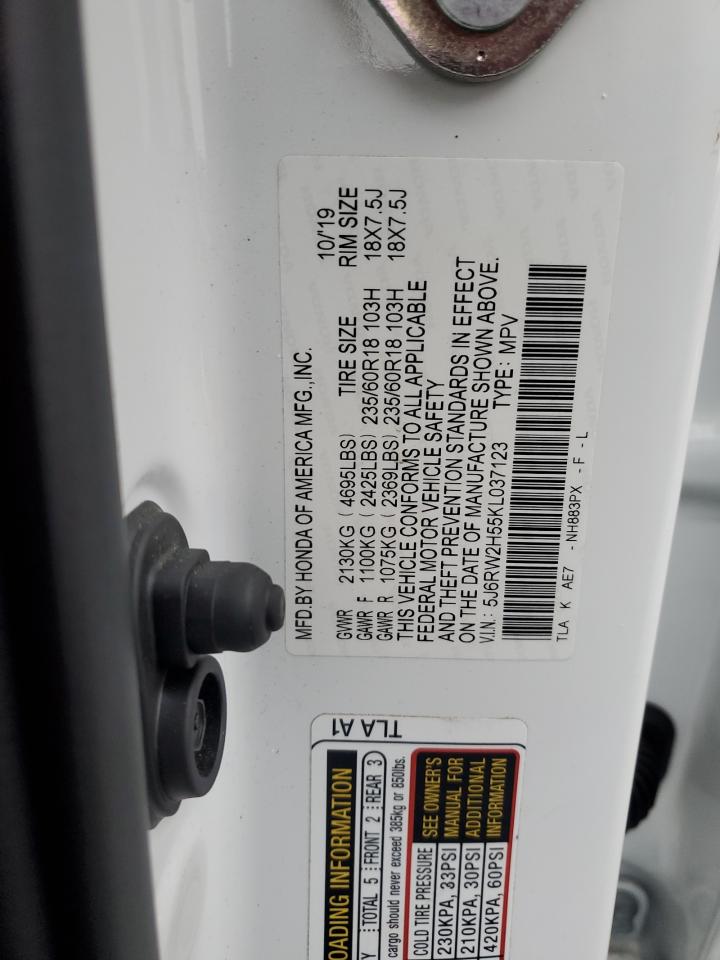 MFD.BY HONDA OF AMERICA MFG.,INC. 10/'19
GVWR 2130KG ( 4695LBS) TIRE SIZE RIM SIZE
GAWR F 1100KG ( 2425LBS) 235/60R18 103H 18X7.5J
GAWR R 1075KG ( 2369LBS) 235/60R18 103H 18X7.5J
THIS VEHICLE CONFORMS TO ALL APPLICABLE
FEDERAL MOTOR VEHICLE SAFETY
AND THEFT PREVENTION STANDARDS IN EFFECT
ON THE DATE OF MANUFACTURE SHOWN ABOVE.
V.I.N.: 5J6RW2H55KL037123 TYPE: MPV
TLA K AE7 - NH883PX - F - L
TLA A1
OADING INFORMATION
Y TOTAL 5 FRONT 2 REAR 3
cargo should never exceed 385kg or 850lbs.
COLD TIRE PRESSURE SEE OWNER'S
230KPA, 33PSI MANUAL FOR
210KPA, 30PSI ADDITIONAL
420KPA, 60PSI INFORMATION